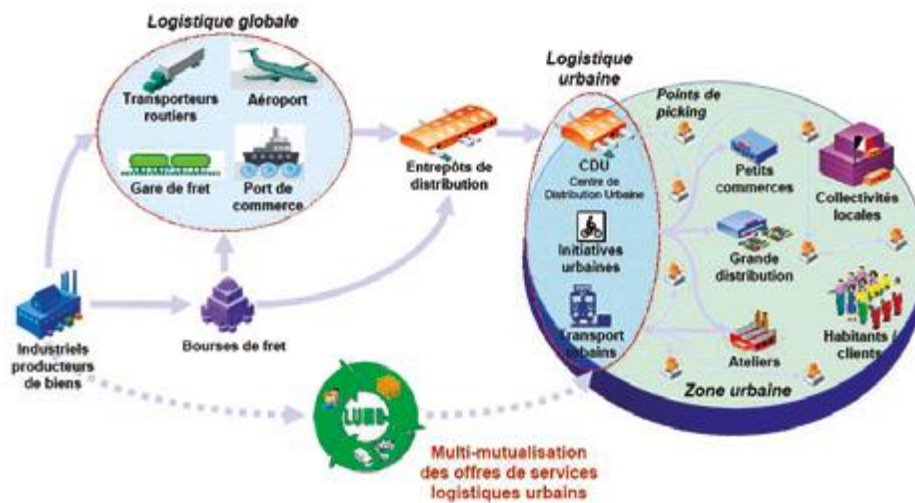 Logistique globale
Transporteurs
routiers
Aéroport
Gare de fret
Port de
commerce
Entrepôts de
distribution
Logistique
urbaine
CDU
Centre de
Distribution Urbaine
Initiatives
urbaines
Transport
urbains
Points de
picking
Petits
commerces
Collectivités
locales
Grande
distribution
Habitants /
clients
Ateliers
Zone urbaine
Industriels
producteurs
de biens
Bourses de fret
LUMD
Multi-mutualisation
des offres de services
logistiques urbains